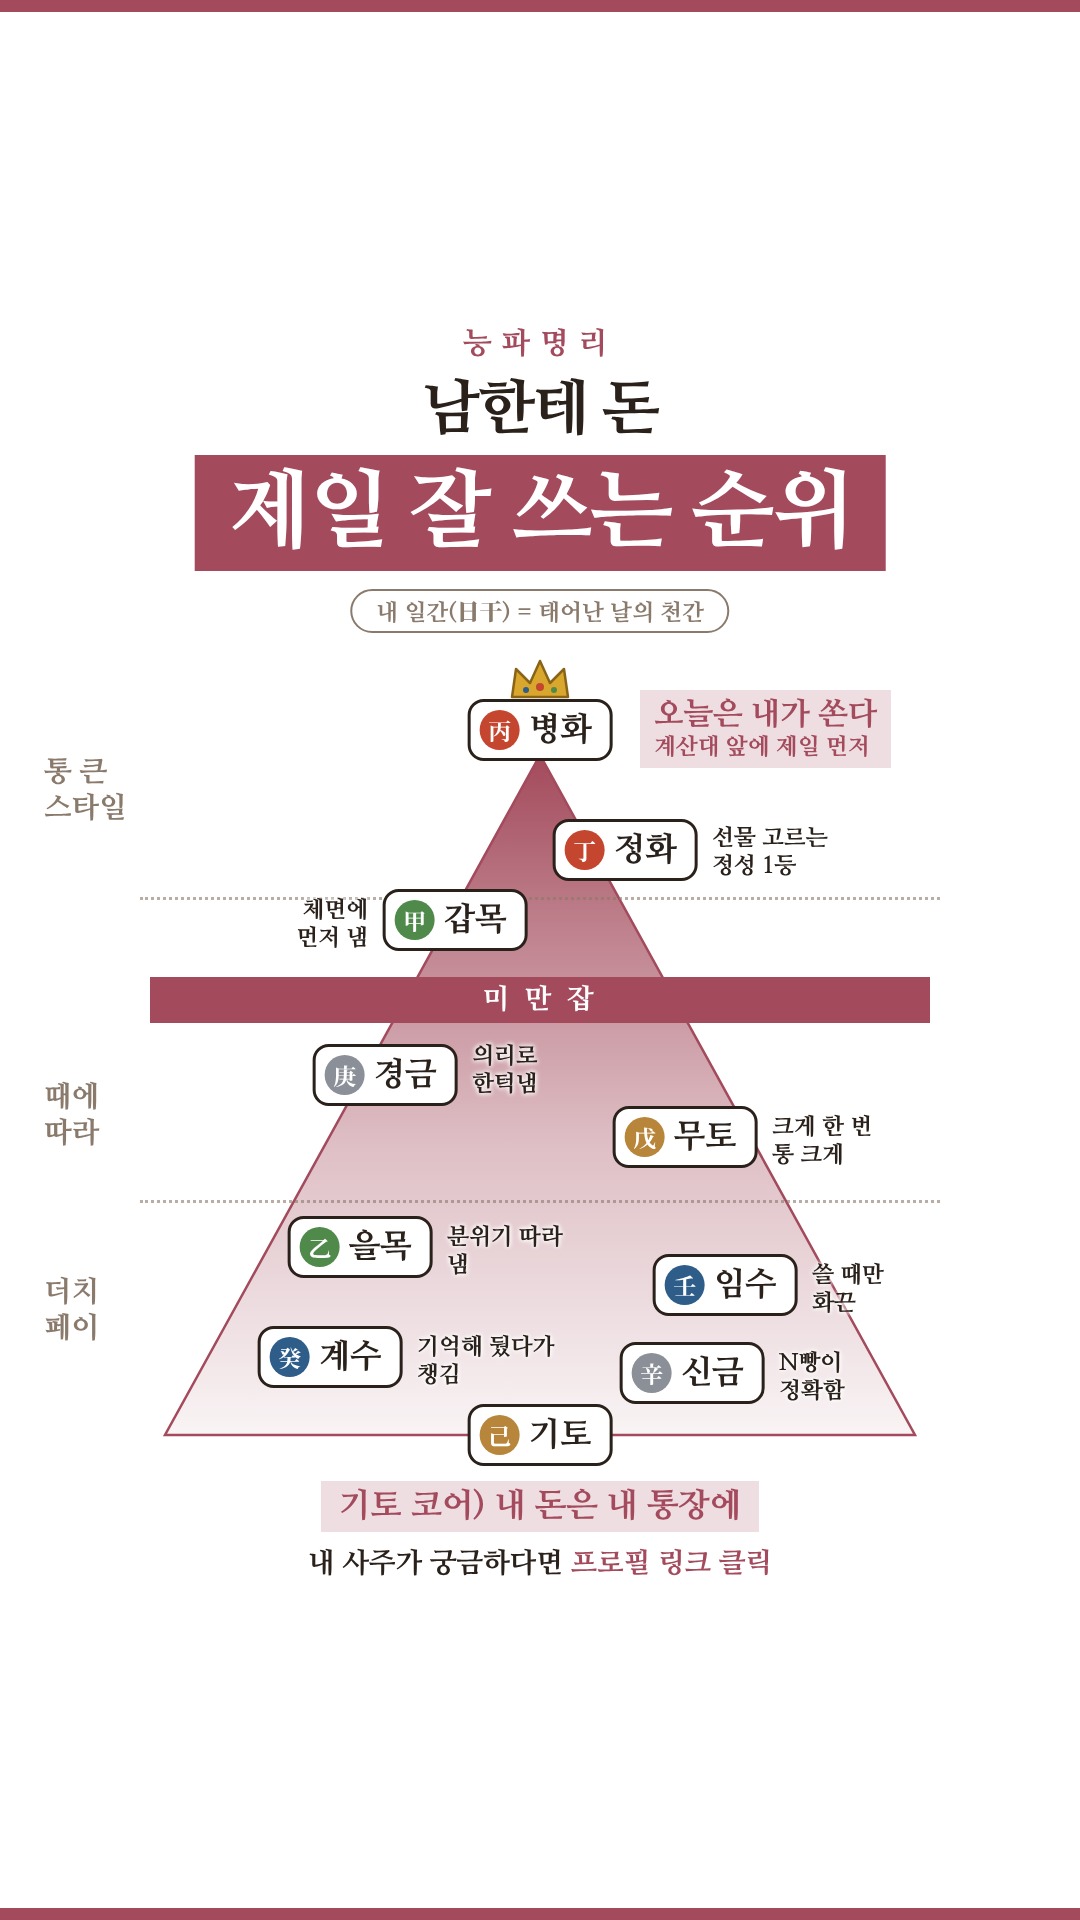 능파명리
남한테 돈
제일 잘 쓰는 순위
내 일간(日干) = 태어난 날의 천간
丙 병화
오늘은 내가 쏜다
계산대 앞에 제일 먼저
통 큰
스타일
丁 정화
선물 고르는
정성 1등
체면에
먼저 냄
甲 갑목
미만잡
庚 경금
의리로
한턱냄
때에
따라
戊 무토
크게 한 번
통 크게
乙 을목
분위기 따라
냄
壬 임수
쓸 때만
화끈
더치
페이
癸 계수
기억해 뒀다가
챙김
辛 신금
N빵이
정확함
己 기토
기토 코어) 내 돈은 내 통장에
내 사주가 궁금하다면 프로필 링크 클릭